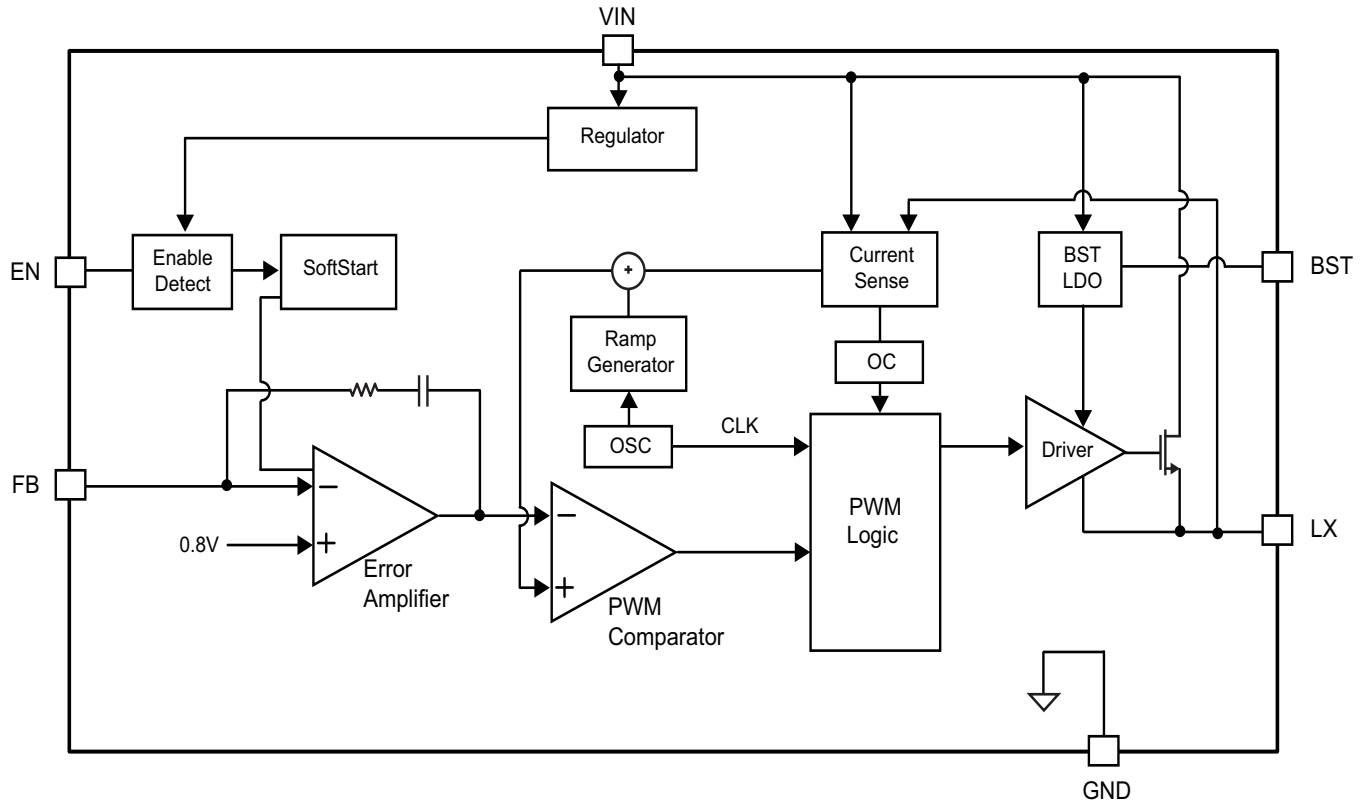 VIN
Regulator
EN
Enable
Detect
SoftStart
+
Current
Sense
BST
LDO
BST
Ramp
Generator
OC
OSC
CLK
Driver
FB
−
0.8V
+
Error
Amplifier
−
+
PWM
Comparator
PWM
Logic
LX
GND